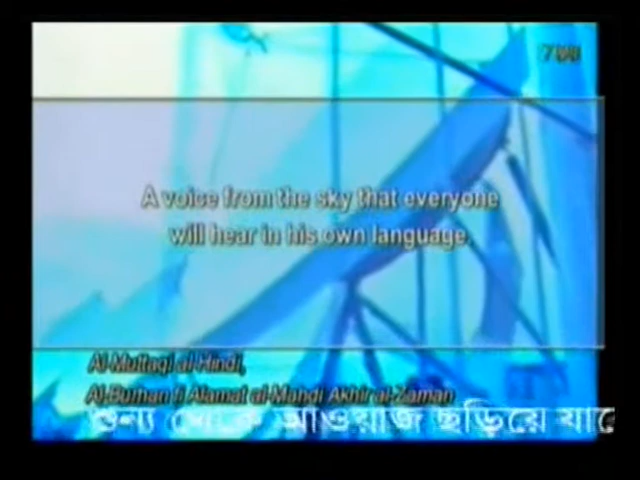 A voice from the sky that everyone
will hear in his own language.
Al-Muttaqi al-Hindi,
Al-Burhan fi Alamat al-Mahdi Akhir al-Zaman
শুন্য থেকে আওয়াজ ছড়িয়ে যাবে